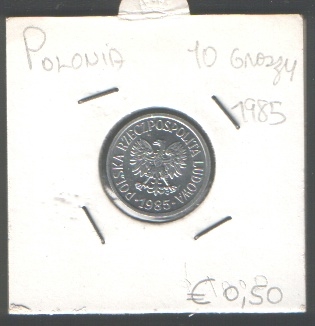 POLONIA 10 GROSZY
1985
POLSKA RZECZPOSPOLITA LUDOWA
·1985·
€ 0,50